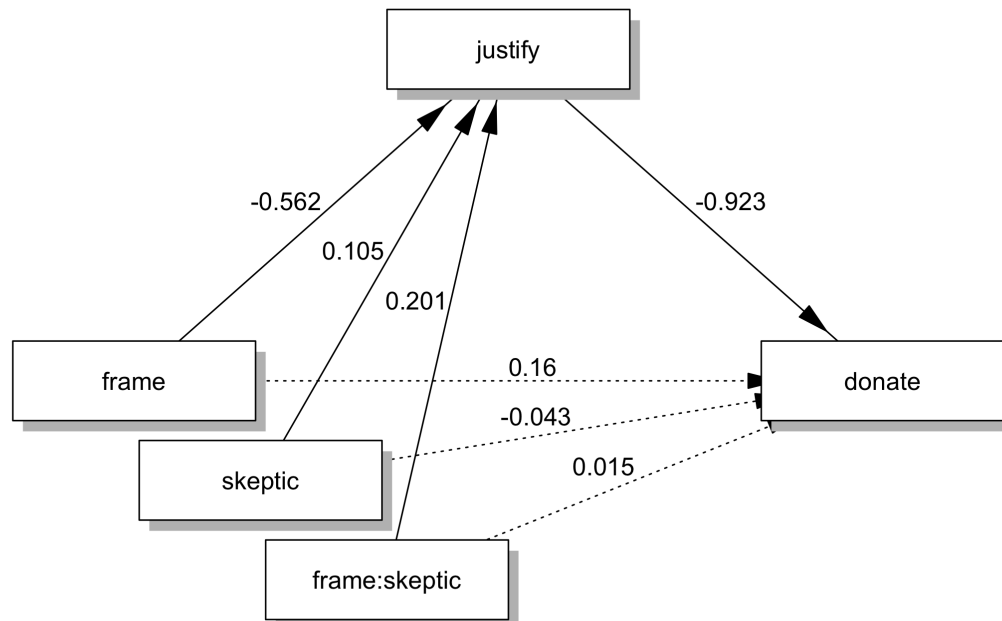 justify
-0.562
-0.923
0.105
0.201
frame
0.16
donate
-0.043
skeptic
0.015
frame:skeptic